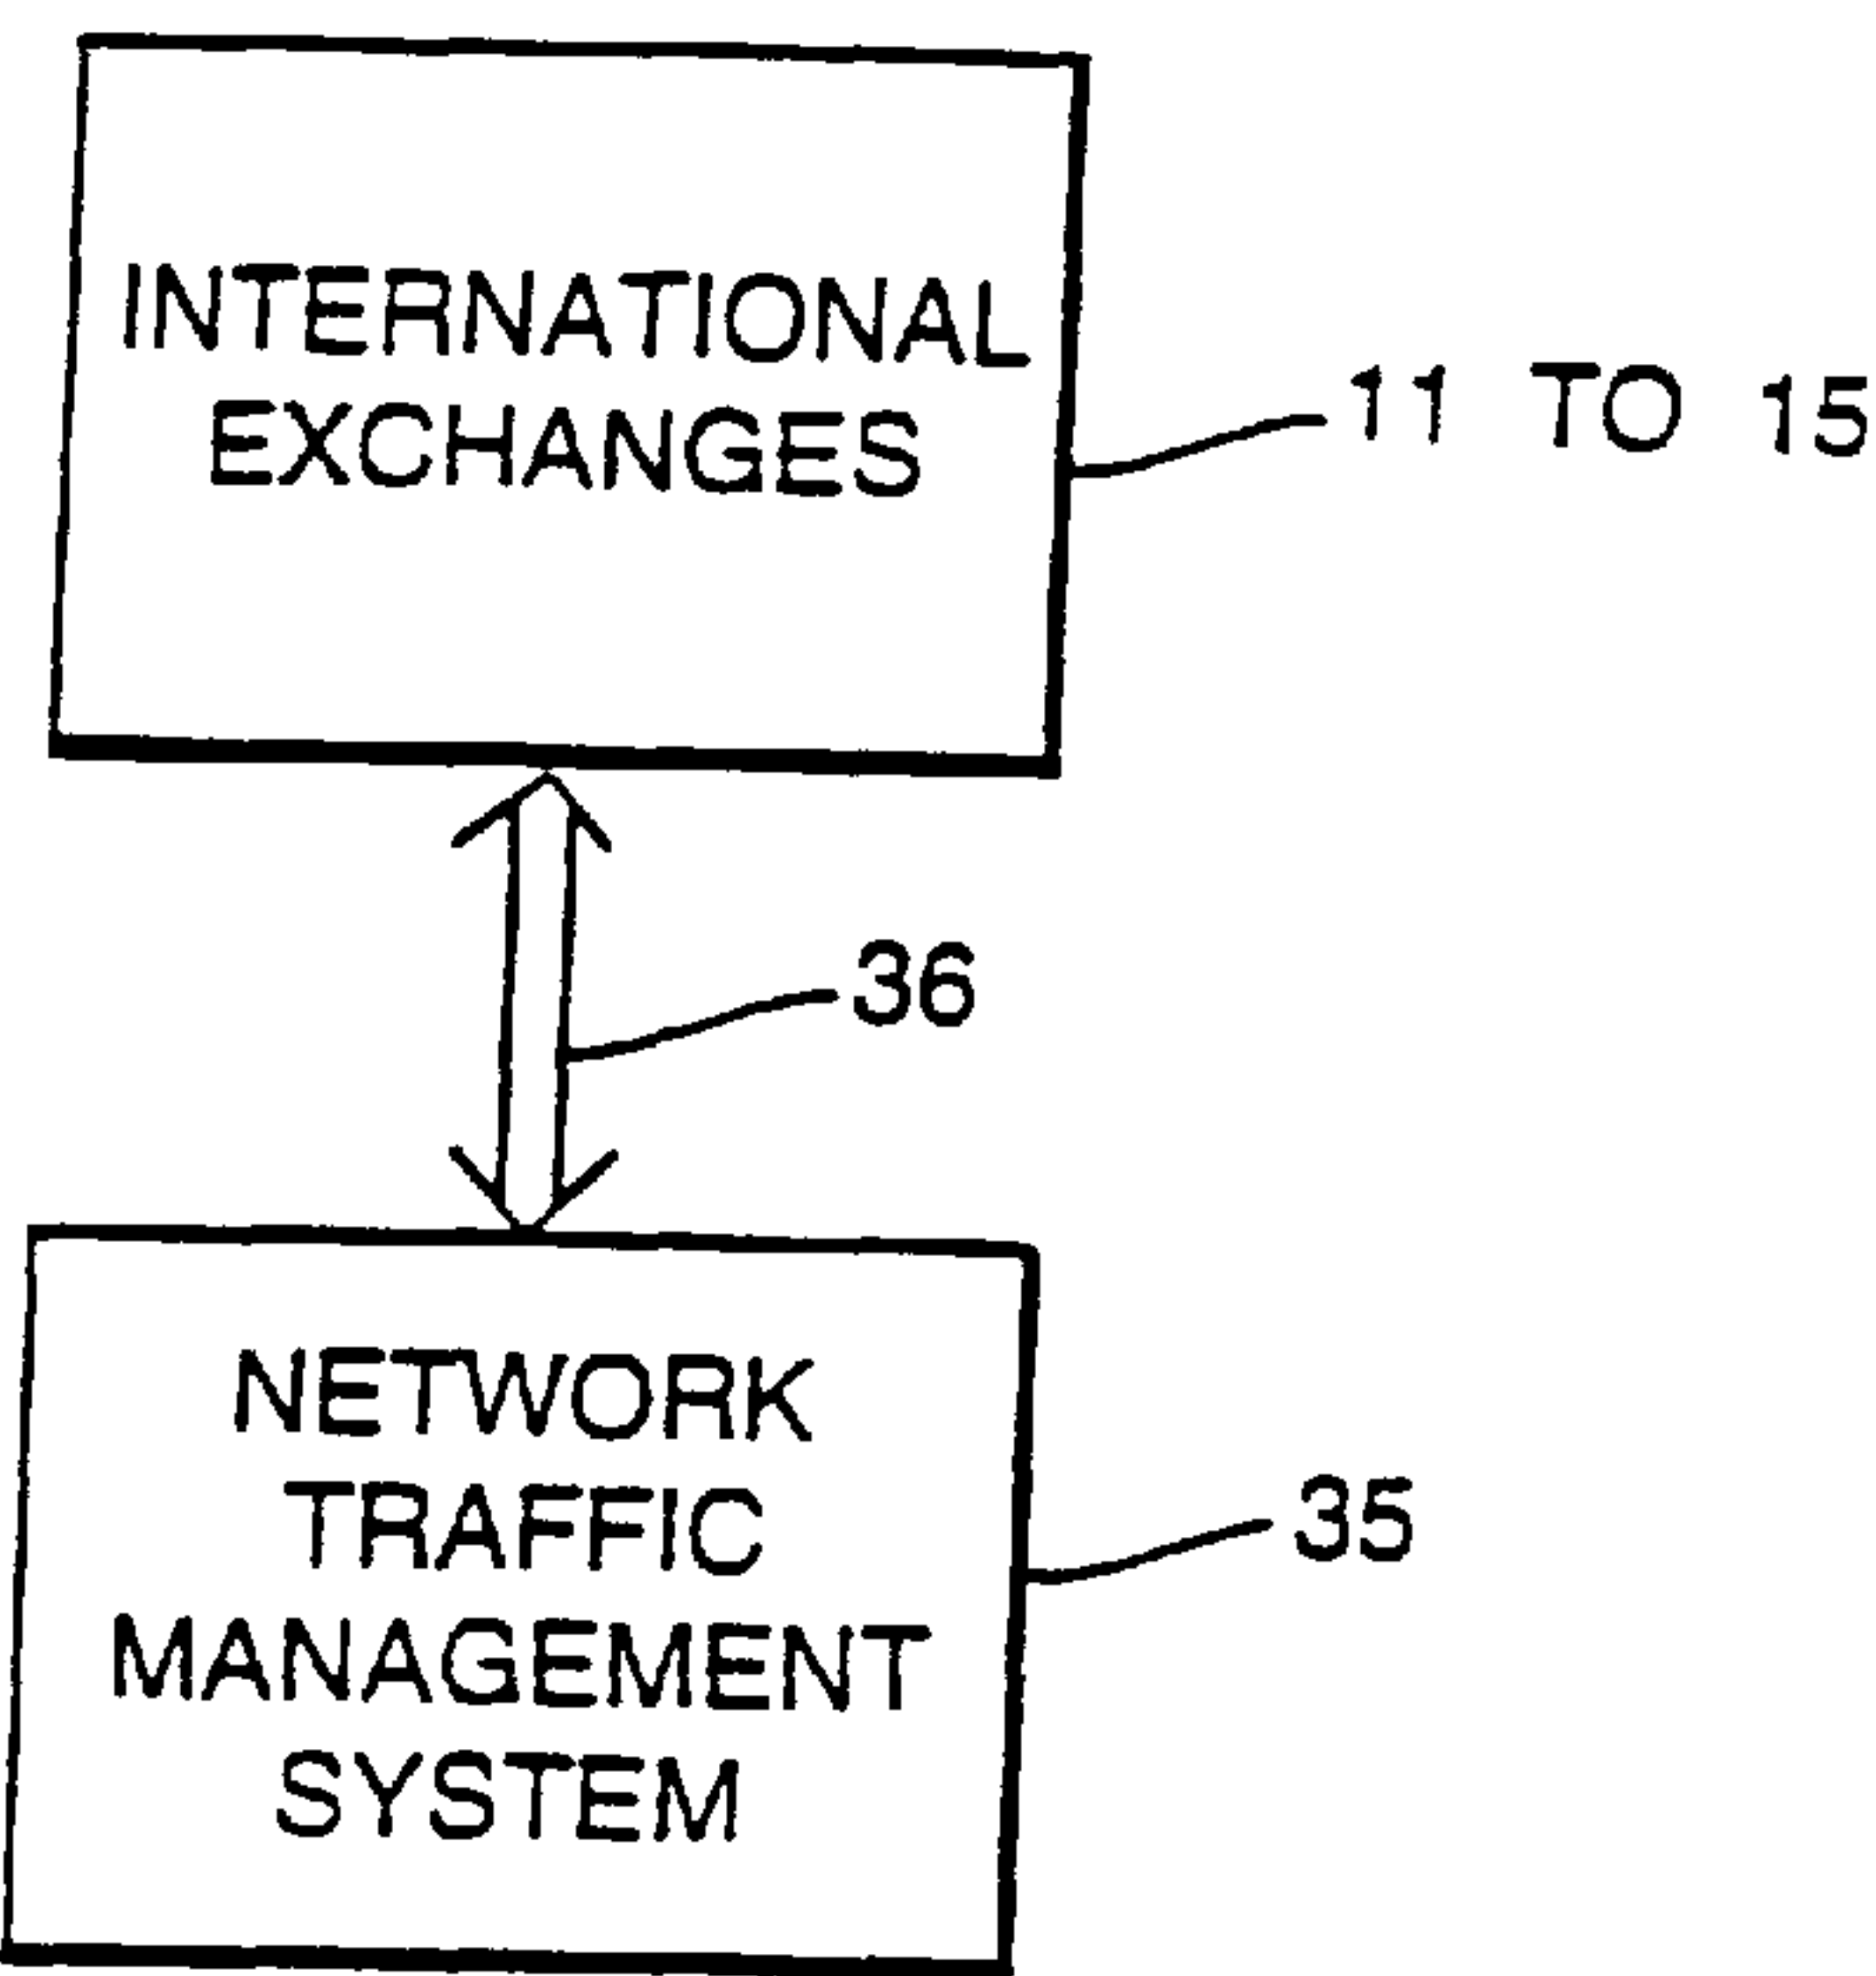 INTERNATIONAL
EXCHANGES
11 TO 15
36
NETWORK
TRAFFIC
MANAGEMENT
SYSTEM
35